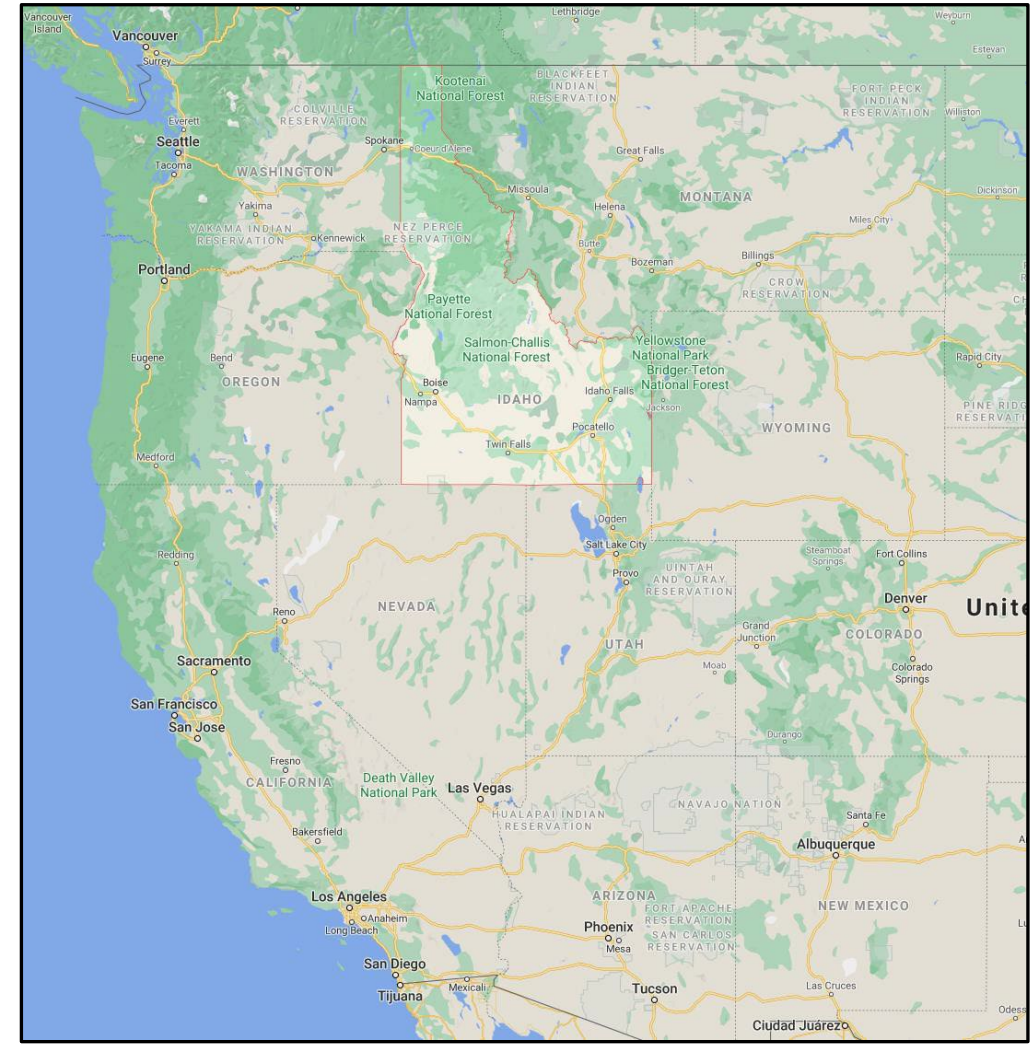 Vancouver
Island
Vancouver
Surrey
Lethbridge
Weyburn
Estevan
Kootenai
National Forest
BLACKFEET
INDIAN
RESERVATION
FORT PECK
INDIAN
RESERVATION
Williston
COLVILLE
RESERVATION
Everett
Seattle
Tacoma
Spokane
Coeur d'Alene
Great Falls
WASHINGTON
Missoula
MONTANA
Dickinson
Yakima
Helena
Miles City
YAKAMA INDIAN
RESERVATION
Kennewick
NEZ PERCE
RESERVATION
Butte
Bozeman
Billings
Portland
CROW
RESERVATION
Payette
National Forest
Salmon-Challis
National Forest
Yellowstone
National Park
Bridger-Teton
National Forest
Rapid City
Eugene
Bend
OREGON
Boise
Nampa
IDAHO
Idaho Falls
Jackson
PINE RIDG
RESERVATI
WYOMING
Pocatello
Twin Falls
Medford
Ogden
Salt Lake City
Redding
Steamboat
Springs
Fort Collins
Provo
UINTAH
AND OURAY
RESERVATION
Denver
Unite
Reno
NEVADA
Grand
Junction
COLORADO
UTAH
Sacramento
Moab
Colorado
Springs
San Francisco
San Jose
Durango
Fresno
CALIFORNIA
Death Valley
National Park
Las Vegas
HUALAPAI INDIAN
RESERVATION
NAVAJO NATION
Santa Fe
Bakersfield
Albuquerque
Los Angeles
Anaheim
Long Beach
ARIZONA
FORT APACHE
RESERVATION
SAN CARLOS
RESERVATION
NEW MEXICO
Phoenix
Mesa
San Diego
Tijuana
Mexicali
Tucson
Las Cruces
Odess
Ciudad Juárez